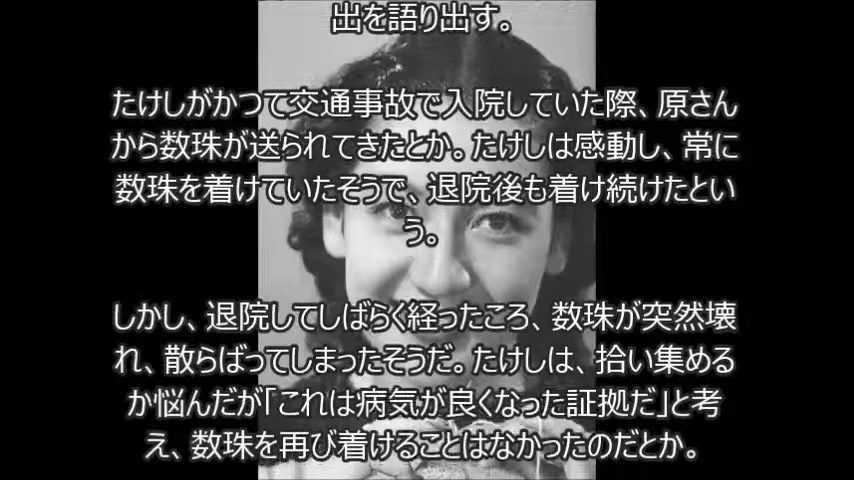 出を語り出す。
たけしがかつて交通事故で入院していた際、原さん
から数珠が送られてきたとか。たけしは感動し、常に
数珠を着けていたそうで、退院後も着け続けたとい
う。
しかし、退院してしばらく経ったころ、数珠が突然壊
れ、散らばってしまったそうだ。たけしは、拾い集める
か悩んだが「これは病気が良くなった証拠だ」と考
え、数珠を再び着けることはなかったのだとか。